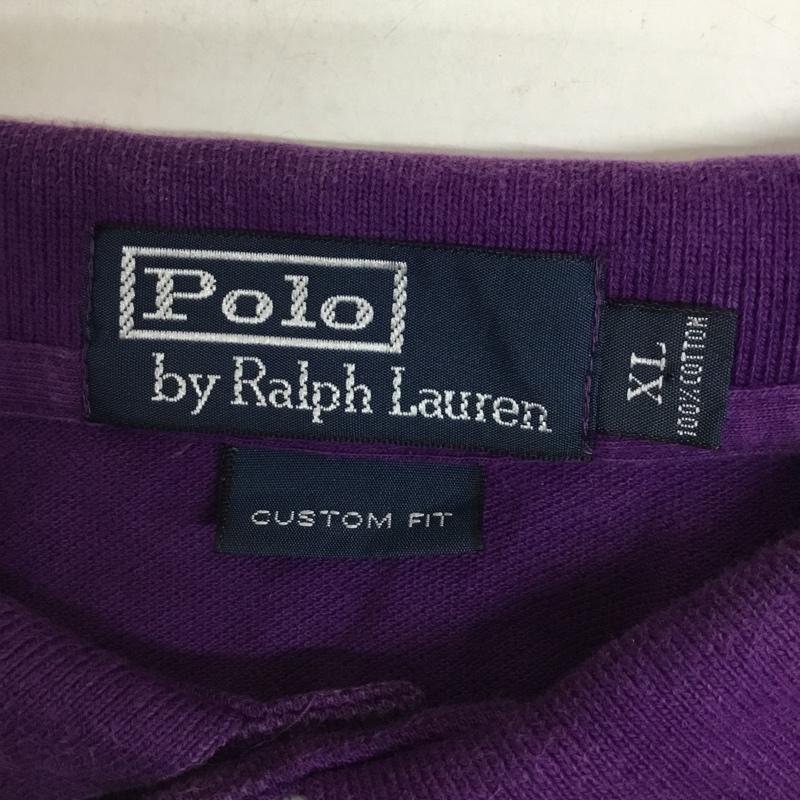 Polo
by Ralph Lauren
XL
100% COTTON
CUSTOM FIT